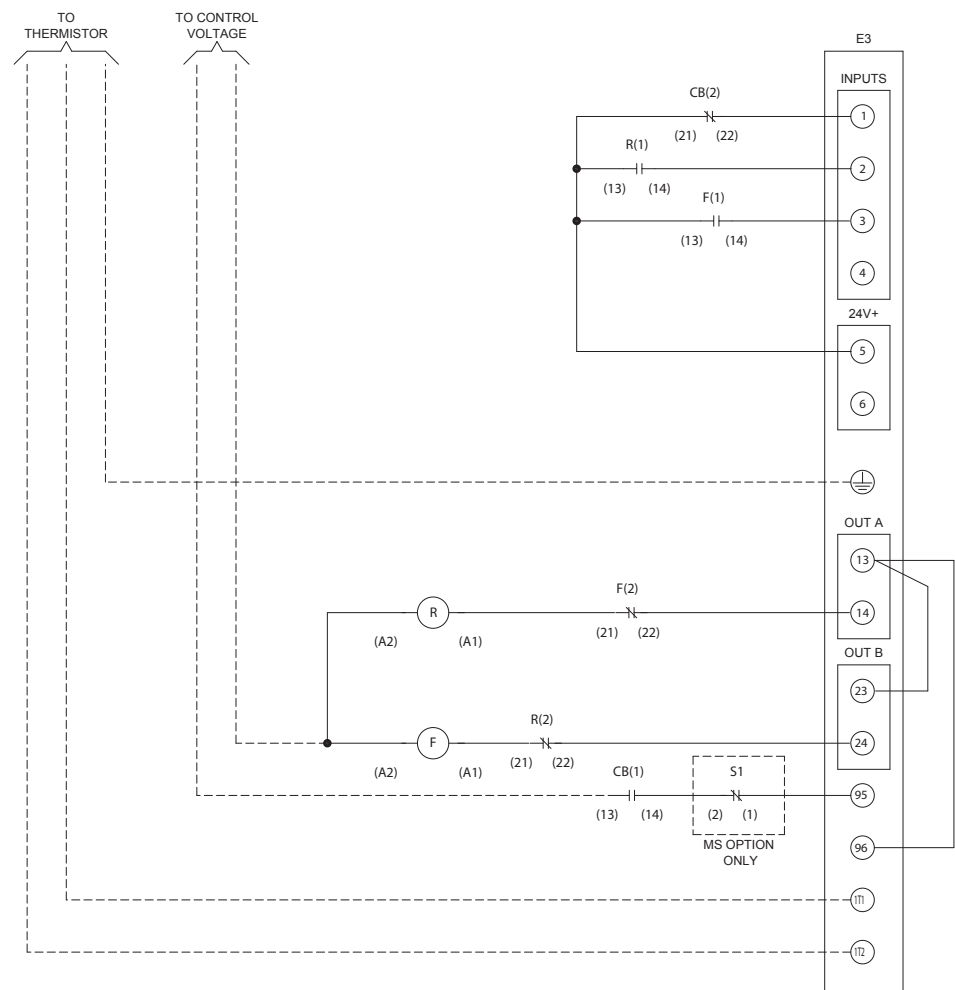 TO
THERMISTOR
TO CONTROL
VOLTAGE
E3
INPUTS
CB(2)
1
(21) (22)
R(1)
2
(13) (14)
F(1)
3
(13) (14)
4
24V+
5
6
OUT A
13
F(2)
R
14
(A2) (A1)
(21) (22)
OUT B
23
R(2)
F
24
(A2) (A1)
(21) (22)
CB(1)
S1
95
(13) (14)
(2) (1)
MS OPTION
ONLY
96
1T1
1T2